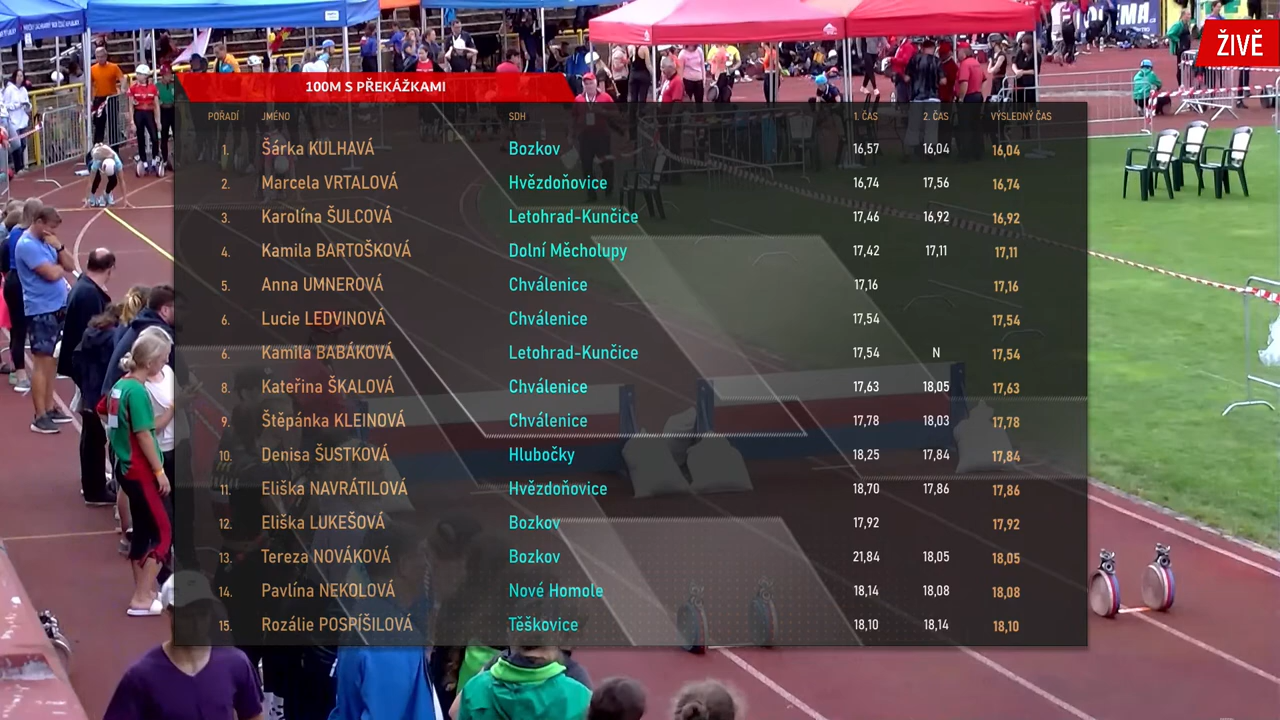 ŽIVĚ
100M S PŘEKÁŽKAMI
POŘADÍ JMÉNO SDH 1. ČAS 2. ČAS VÝSLEDNÝ ČAS
1. Šárka KULHAVÁ Bozkov 16,57 16,04 16,04
2. Marcela VRTALOVÁ Hvězdoňovice 16,74 17,56 16,74
3. Karolína ŠULCOVÁ Letohrad-Kunčice 17,46 16,92 16,92
4. Kamila BARTOŠKOVÁ Dolní Měcholupy 17,42 17,11 17,11
5. Anna UMNEROVÁ Chválenice 17,16 17,16
6. Lucie LEDVINOVÁ Chválenice 17,54 17,54
6. Kamila BABÁKOVÁ Letohrad-Kunčice 17,54 N 17,54
8. Kateřina ŠKALOVÁ Chválenice 17,63 18,05 17,63
9. Štěpánka KLEINOVÁ Chválenice 17,78 18,03 17,78
10. Denisa ŠUSTKOVÁ Hlubočky 18,25 17,84 17,84
11. Eliška NAVRÁTILOVÁ Hvězdoňovice 18,70 17,86 17,86
12. Eliška LUKEŠOVÁ Bozkov 17,92 17,92
13. Tereza NOVÁKOVÁ Bozkov 21,84 18,05 18,05
14. Pavlína NEKOLOVÁ Nové Homole 18,14 18,08 18,08
15. Rozálie POSPÍŠILOVÁ Těškovice 18,10 18,14 18,10